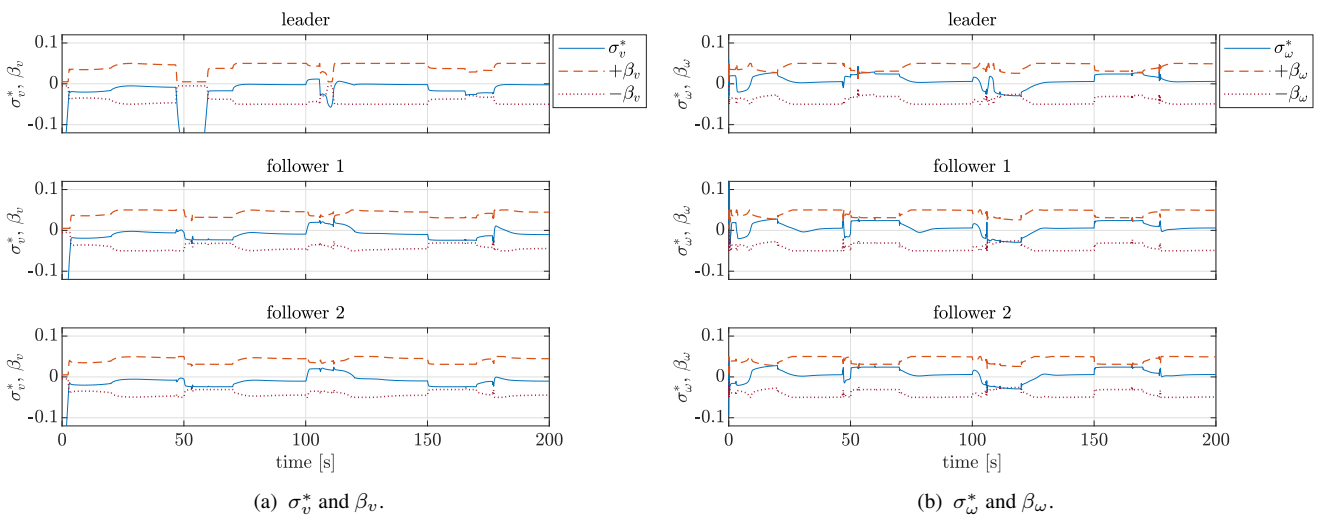 leader
0.1
0
-0.1
σ*v, βv
σ*v
+βv
−βv
follower 1
0.1
0
-0.1
σ*v, βv
follower 2
0.1
0
-0.1
σ*v, βv
0 50 100 150 200
time [s]
(a) σ*v and βv.
leader
0.1
0
-0.1
σ*ω, βω
σ*ω
+βω
−βω
follower 1
0.1
0
-0.1
σ*ω, βω
follower 2
0.1
0
-0.1
σ*ω, βω
0 50 100 150 200
time [s]
(b) σ*ω and βω.